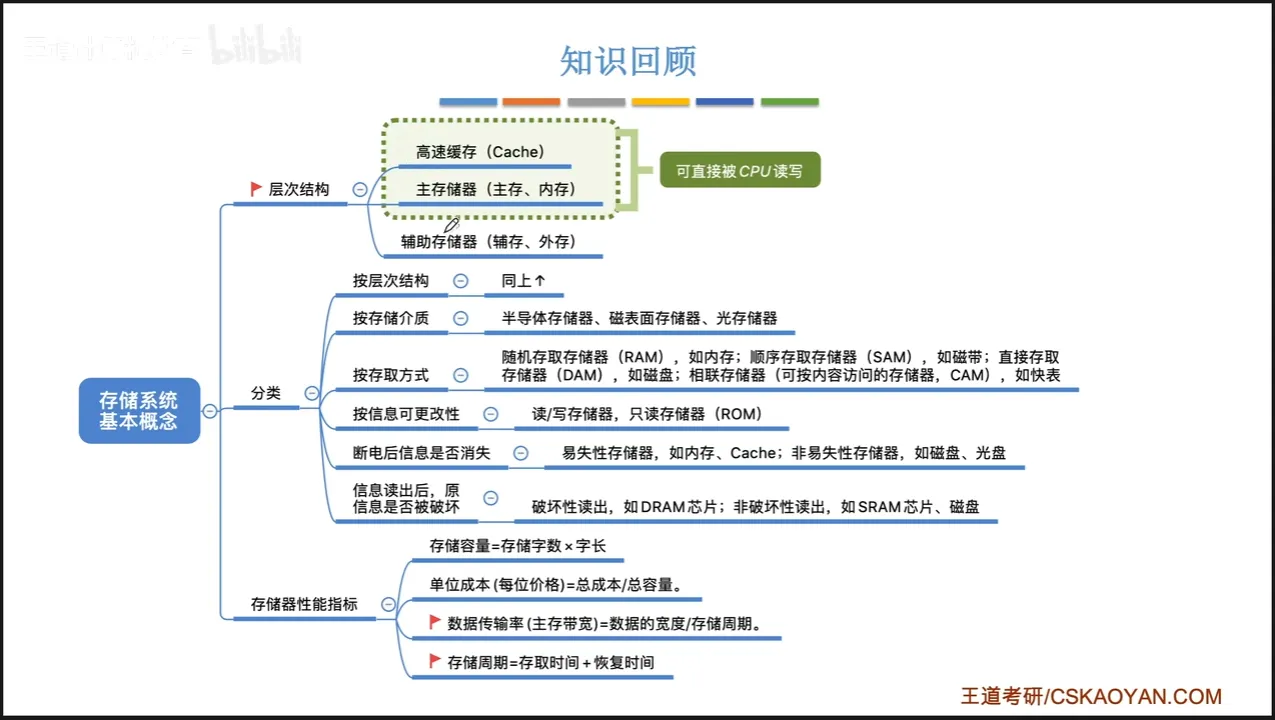 bilibili
知识回顾
高速缓存（Cache）
可直接被CPU读写
层次结构
主存储器（主存、内存）
辅助存储器（辅存、外存）
按层次结构
同上↑
按存储介质
半导体存储器、磁表面存储器、光存储器
随机存取存储器（RAM），如内存；顺序存取存储器（SAM），如磁带；直接存取
按存取方式
存储器（DAM），如磁盘；相联存储器（可按内容访问的存储器，CAM），如快表
分类
存储系统
基本概念
按信息可更改性
读/写存储器，只读存储器（ROM）
断电后信息是否消失
易失性存储器，如内存、Cache；非易失性存储器，如磁盘、光盘
信息读出后，原
信息是否被破坏
破坏性读出，如DRAM芯片；非破坏性读出，如SRAM芯片、磁盘
存储容量=存储字数×字长
单位成本(每位价格)=总成本/总容量。
存储器性能指标
数据传输率(主存带宽)=数据的宽度/存储周期。
存储周期=存取时间+恢复时间
王道考研/CSKAOYAN.COM